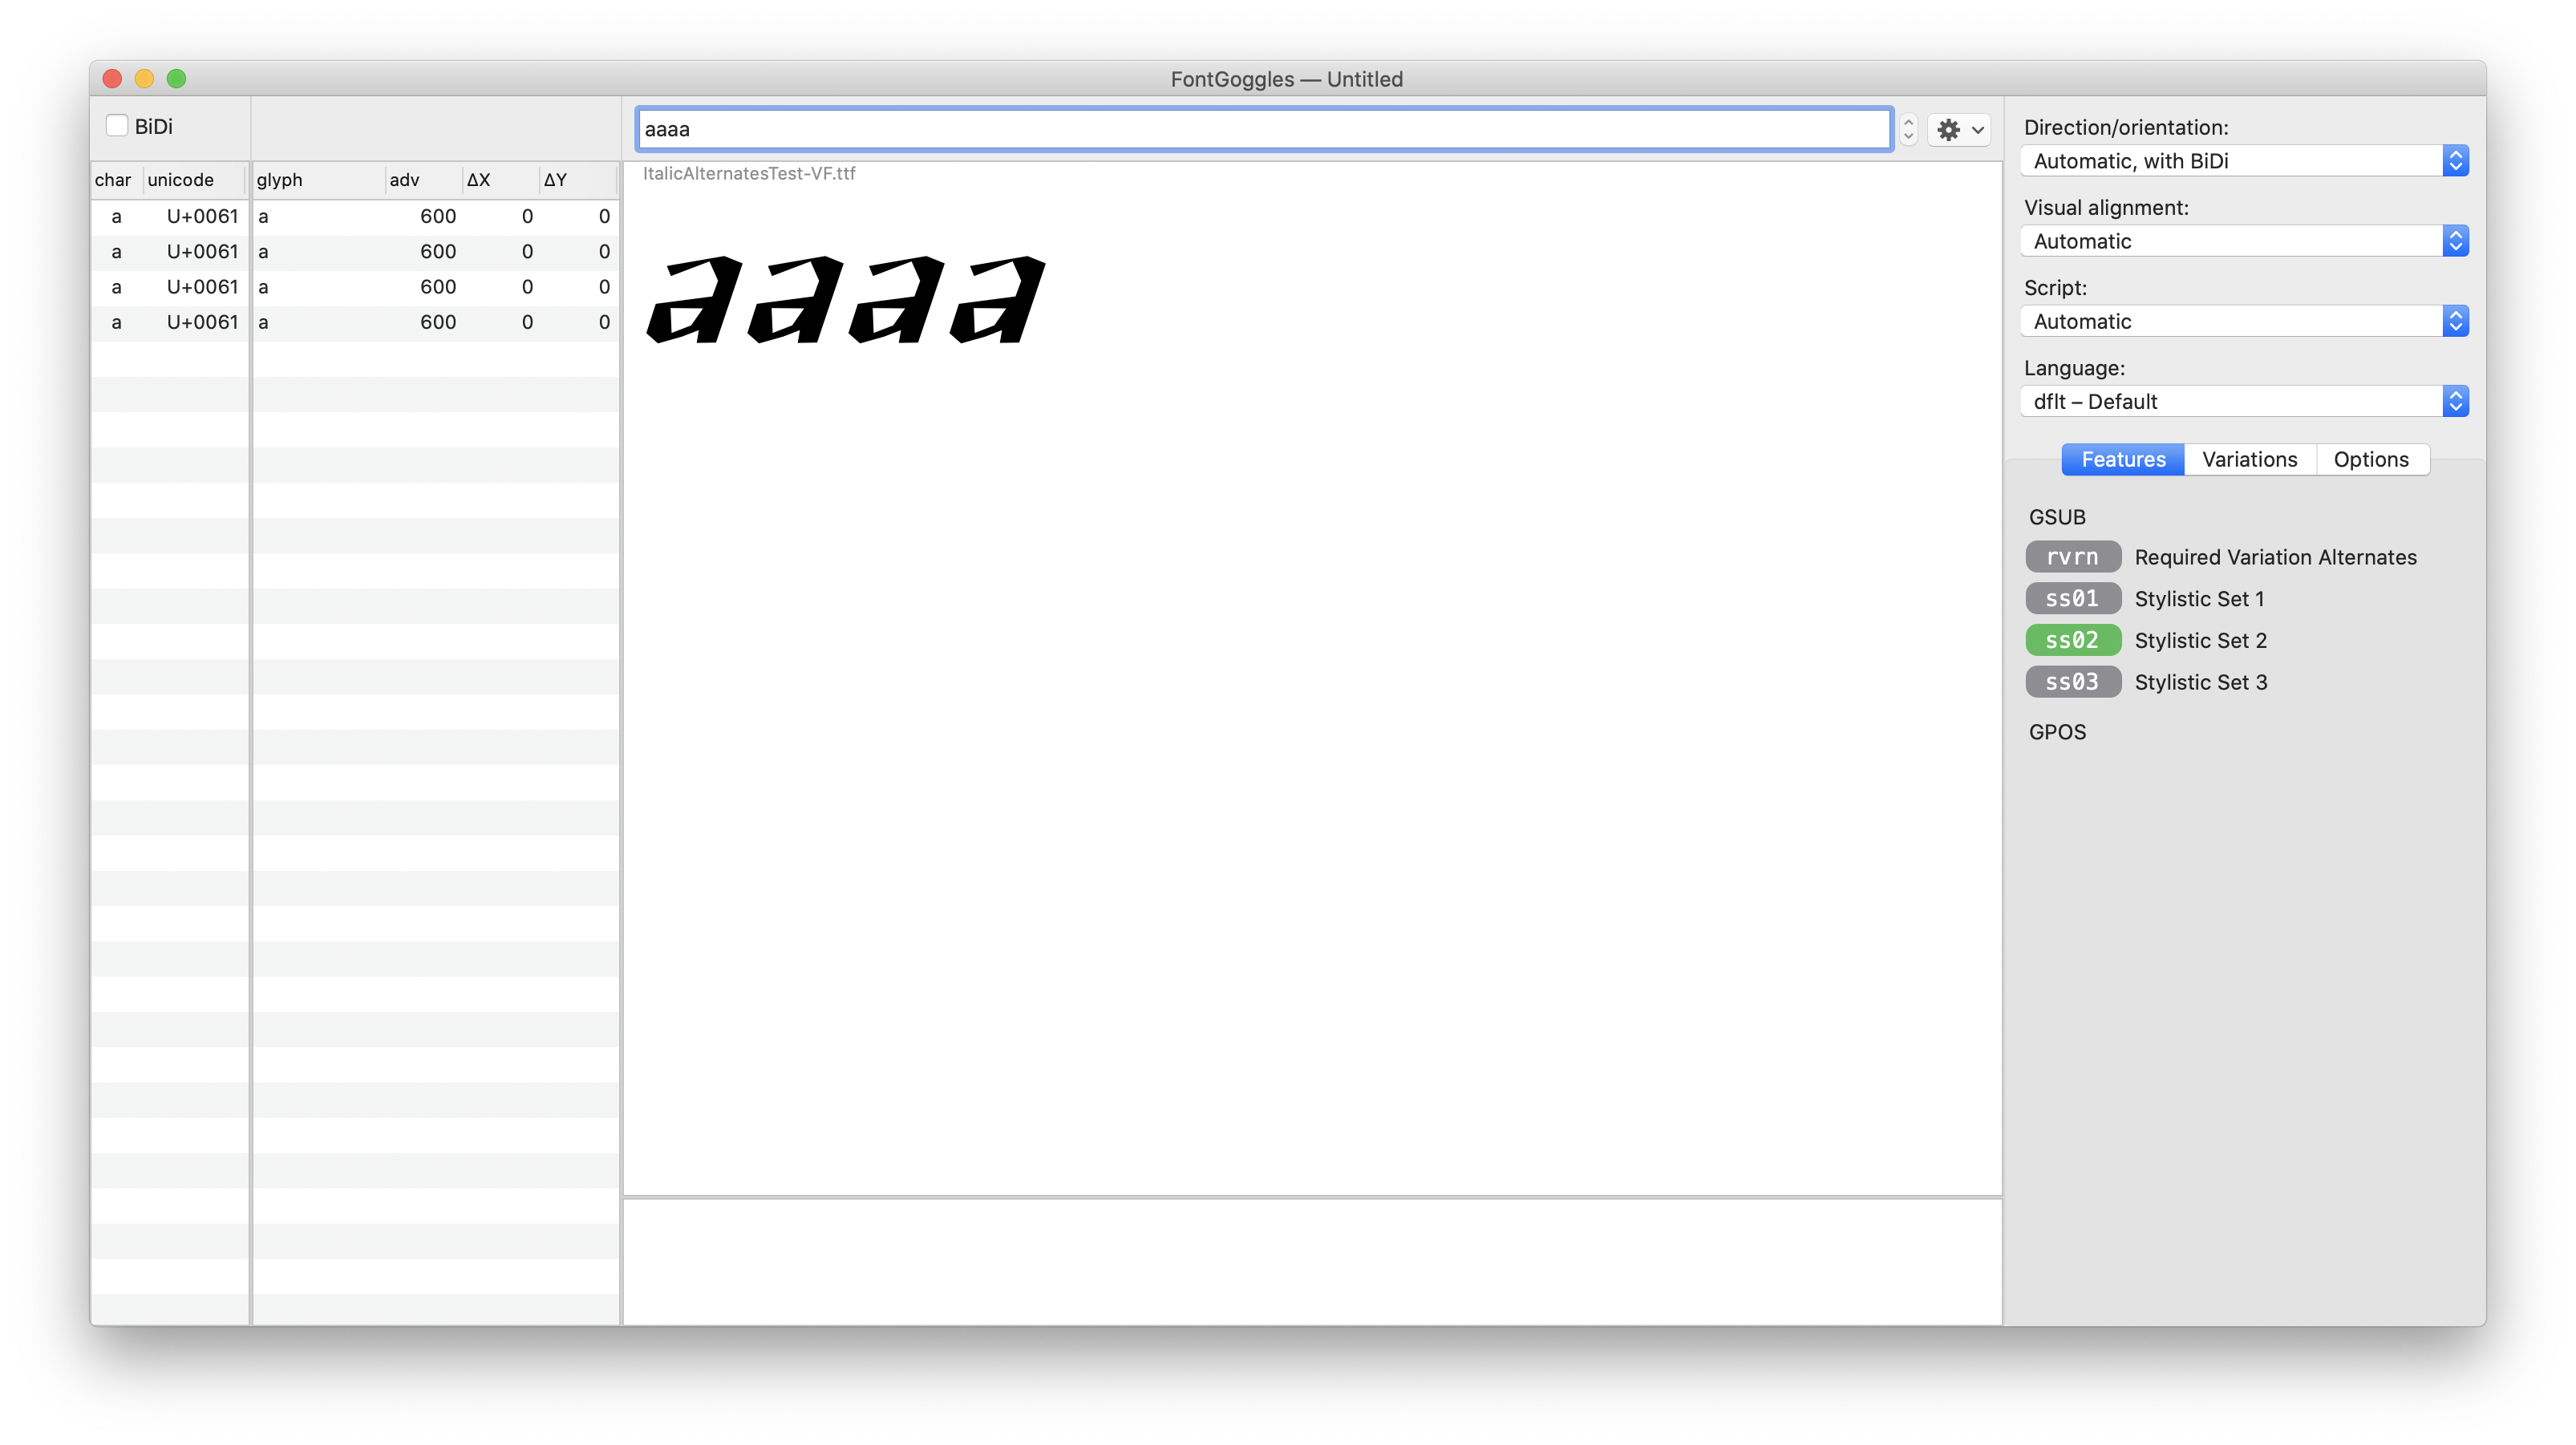 FontGoggles — Untitled
BiDi
aaaa
char unicode glyph adv ΔX ΔY
a U+0061 a 600 0 0
a U+0061 a 600 0 0
a U+0061 a 600 0 0
a U+0061 a 600 0 0
ItalicAlternatesTest-VF.ttf
aaaa
Direction/orientation:
Automatic, with BiDi
Visual alignment:
Automatic
Script:
Automatic
Language:
dflt – Default
Features Variations Options
GSUB
rvrn Required Variation Alternates
ss01 Stylistic Set 1
ss02 Stylistic Set 2
ss03 Stylistic Set 3
GPOS